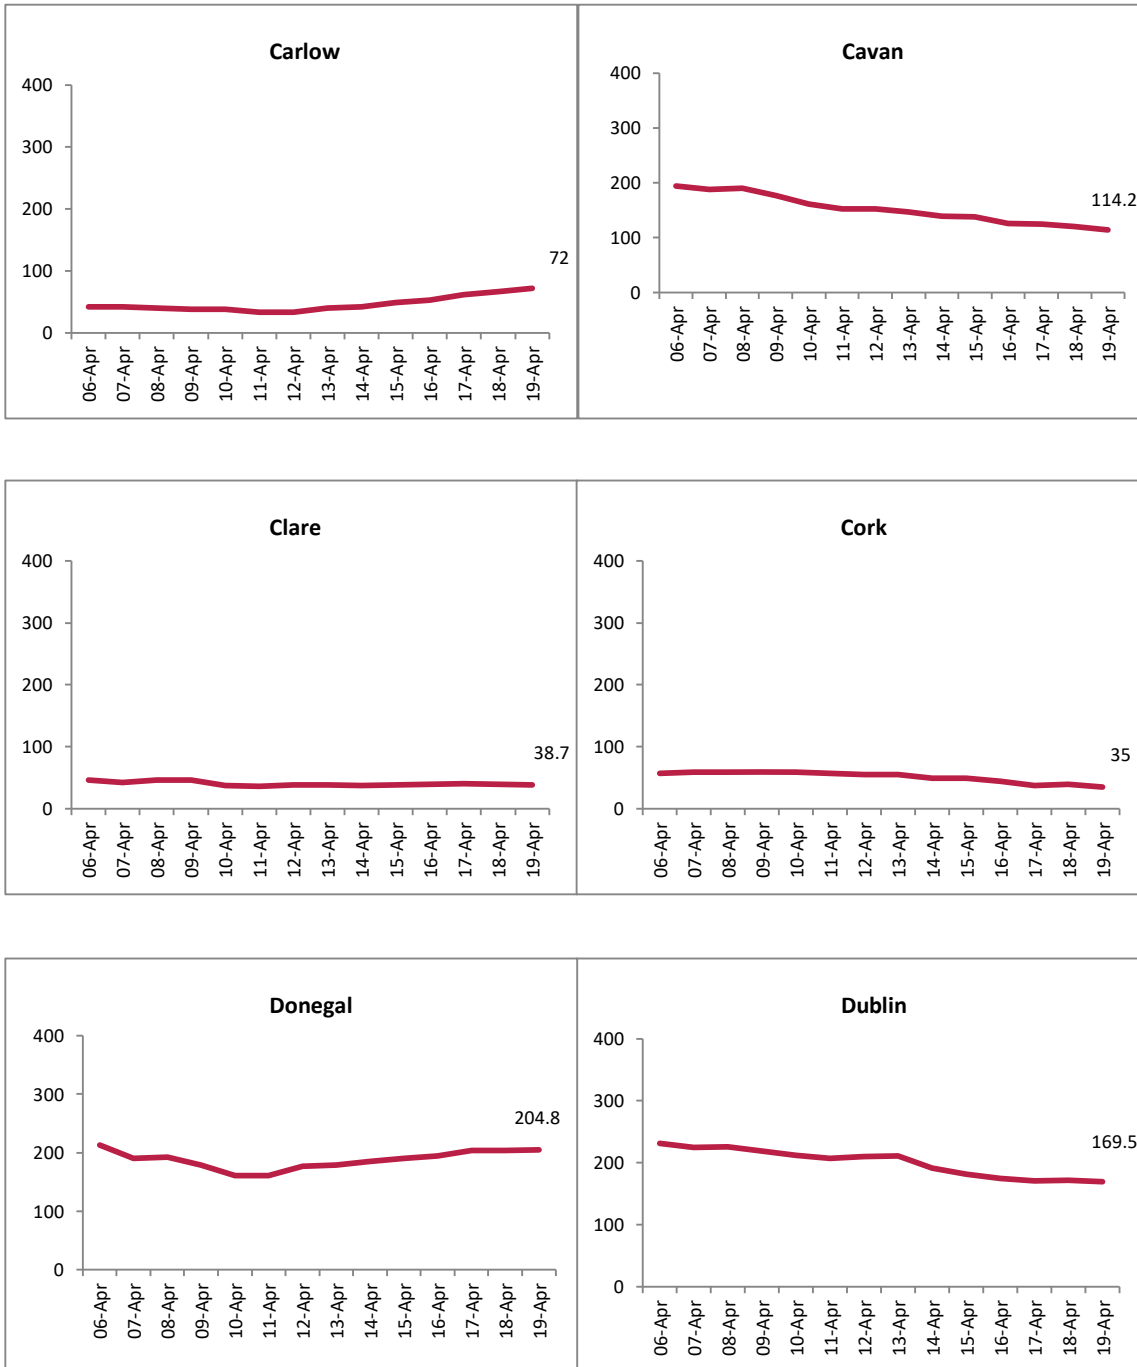 Carlow
400
300
200
100
0
72
06-Apr
07-Apr
08-Apr
09-Apr
10-Apr
11-Apr
12-Apr
13-Apr
14-Apr
15-Apr
16-Apr
17-Apr
18-Apr
19-Apr
Cavan
400
300
200
100
0
114.2
06-Apr
07-Apr
08-Apr
09-Apr
10-Apr
11-Apr
12-Apr
13-Apr
14-Apr
15-Apr
16-Apr
17-Apr
18-Apr
19-Apr
Clare
400
300
200
100
0
38.7
06-Apr
07-Apr
08-Apr
09-Apr
10-Apr
11-Apr
12-Apr
13-Apr
14-Apr
15-Apr
16-Apr
17-Apr
18-Apr
19-Apr
Cork
400
300
200
100
0
35
06-Apr
07-Apr
08-Apr
09-Apr
10-Apr
11-Apr
12-Apr
13-Apr
14-Apr
15-Apr
16-Apr
17-Apr
18-Apr
19-Apr
Donegal
400
300
200
100
0
204.8
06-Apr
07-Apr
08-Apr
09-Apr
10-Apr
11-Apr
12-Apr
13-Apr
14-Apr
15-Apr
16-Apr
17-Apr
18-Apr
19-Apr
Dublin
400
300
200
100
0
169.5
06-Apr
07-Apr
08-Apr
09-Apr
10-Apr
11-Apr
12-Apr
13-Apr
14-Apr
15-Apr
16-Apr
17-Apr
18-Apr
19-Apr